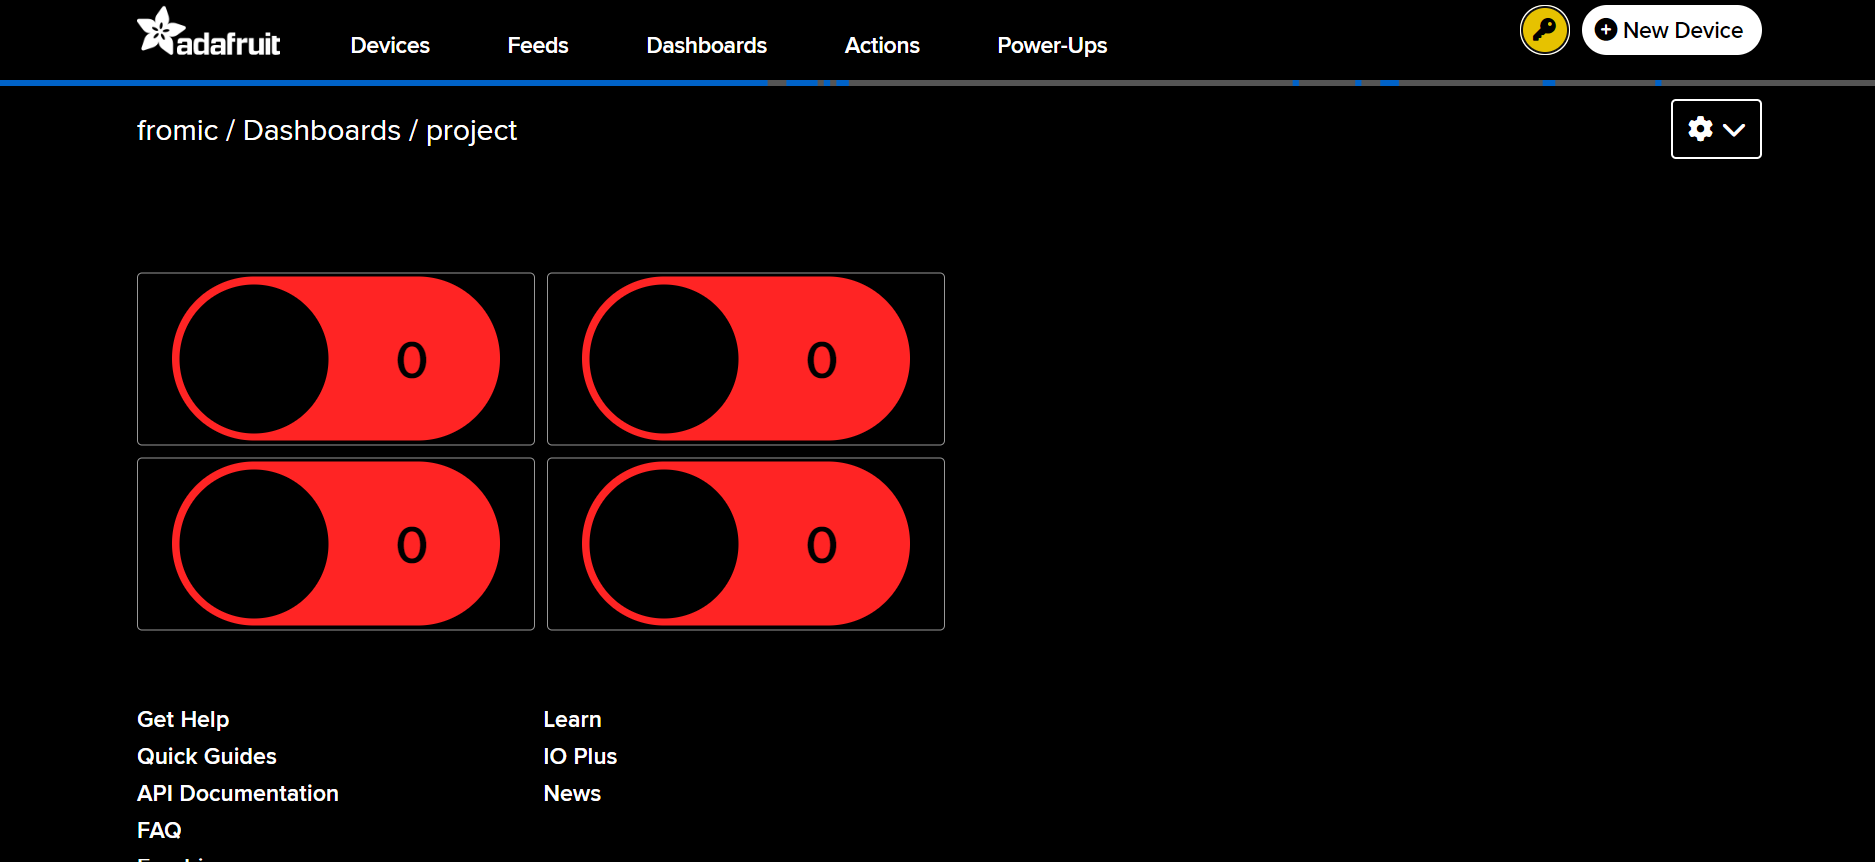 adafruit
Devices
Feeds
Dashboards
Actions
Power-Ups
New Device
fromic / Dashboards / project
0
0
0
0
Get Help
Learn
Quick Guides
IO Plus
API Documentation
News
FAQ